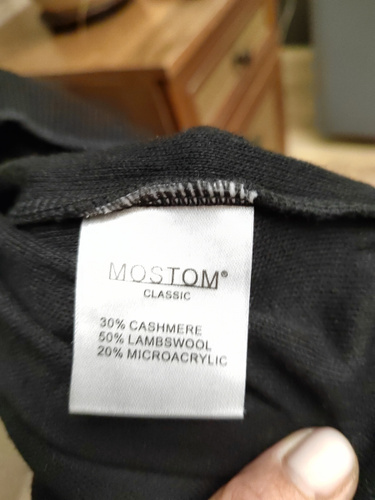 MOSTOM®
CLASSIC
30% CASHMERE
50% LAMBSWOOL
20% MICROACRYLIC